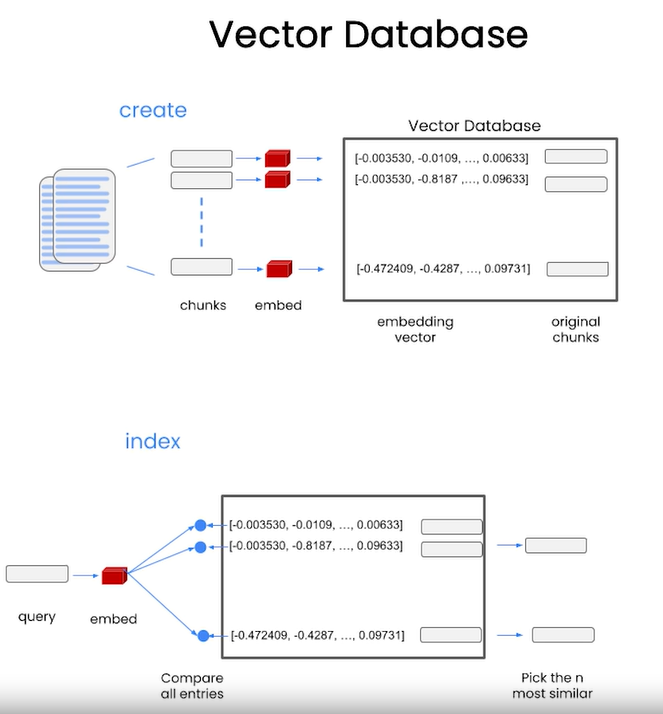 Vector Database
create
Vector Database
[-0.003530, -0.0109, ..., 0.00633]
[-0.003530, -0.8187 ,..., 0.09633]
[-0.472409, -0.4287, ..., 0.09731]
chunks
embed
embedding
vector
original
chunks
index
[-0.003530, -0.0109, ..., 0.00633]
[-0.003530, -0.8187, ..., 0.09633]
query
embed
[-0.472409, -0.4287, ..., 0.09731]
Compare
all entries
Pick the n
most similar